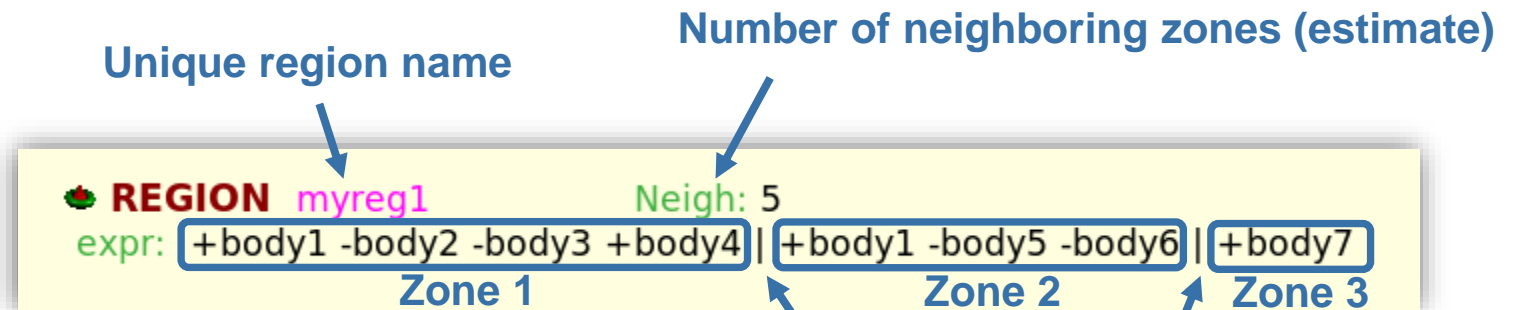 Number of neighboring zones (estimate)
Unique region name
REGION myreg1 Neigh: 5
expr: +body1 -body2 -body3 +body4 | +body1 -body5 -body6 | +body7
Zone 1 Zone 2 Zone 3